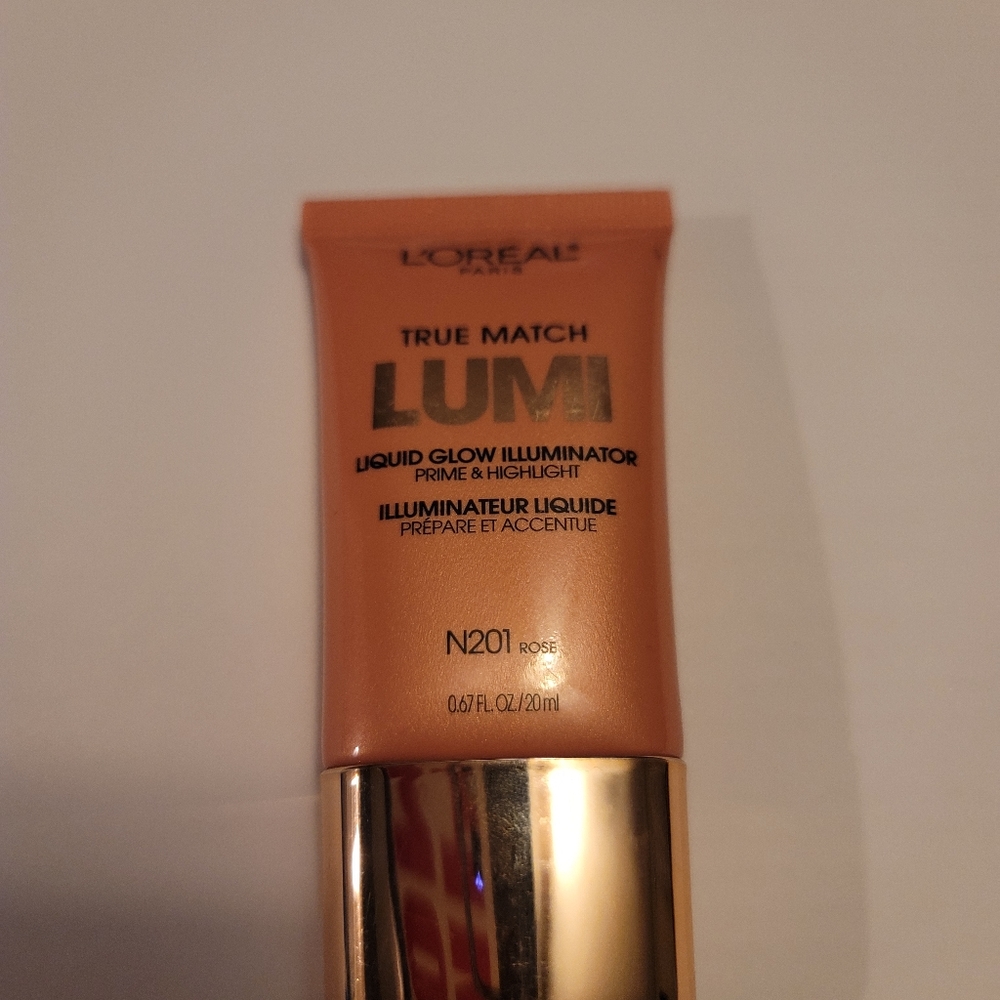 L'ORÉAL®
PARIS
TRUE MATCH
LUMI
LIQUID GLOW ILLUMINATOR
PRIME & HIGHLIGHT
ILLUMINATEUR LIQUIDE
PRÉPARE ET ACCENTUE
N201 ROSE
0.67 FL. OZ./20 ml